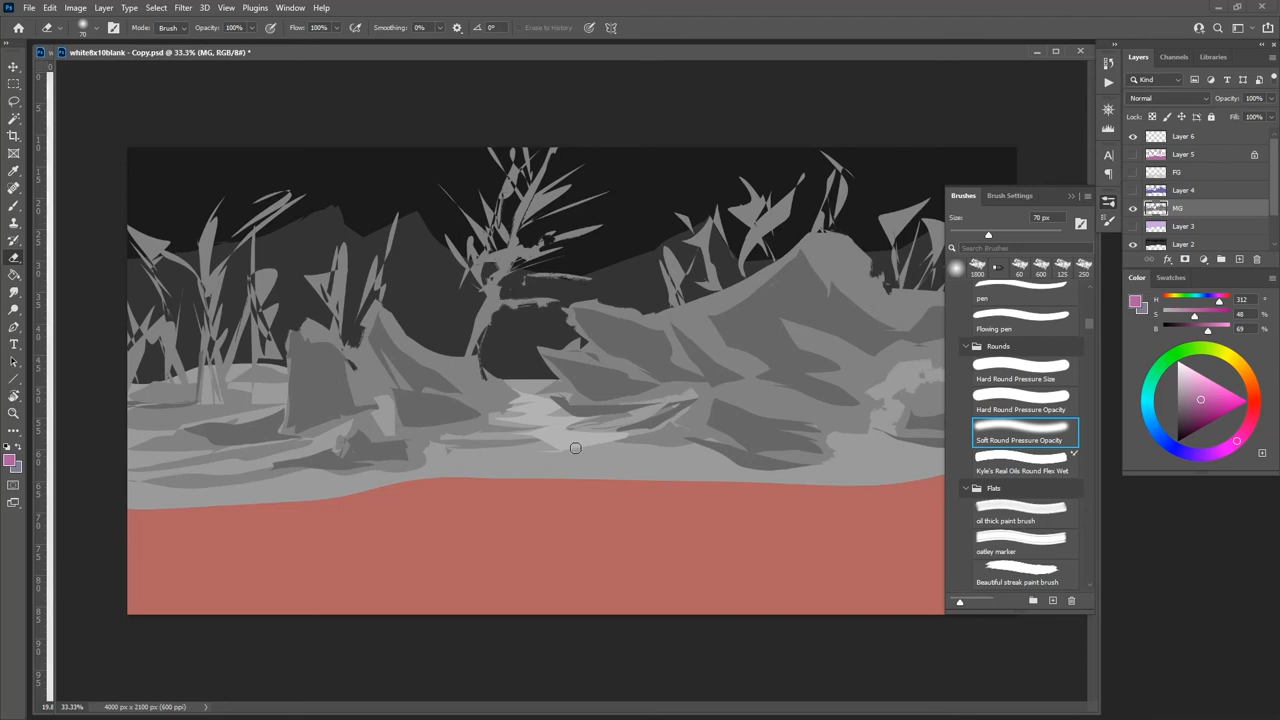 File Edit Image Layer Type Select Filter 3D View Plugins Window Help
70 Mode: Brush Opacity: 100% Flow: 100% Smoothing: 0% 0° Erase to History
white8x10blank - Copy.psd @ 33.3% (MG, RGB/8#) *
Layers Channels Libraries
Kind
Normal Opacity: 100%
Lock: Fill: 100%
Layer 6
Layer 5
FG
Layer 4
MG
Layer 3
Layer 2
Color Swatches
H 312 °
S 48 %
B 69 %
Brushes Brush Settings
Size: 70 px
Search Brushes
1800 60 600 125 250
pen
Flowing pen
Rounds
Hard Round Pressure Size
Hard Round Pressure Opacity
Soft Round Pressure Opacity
Kyle's Real Oils Round Flex Wet
Flats
oil thick paint brush
oatley marker
Beautiful streak paint brush
33.33% 4000 px x 2100 px (600 ppi)